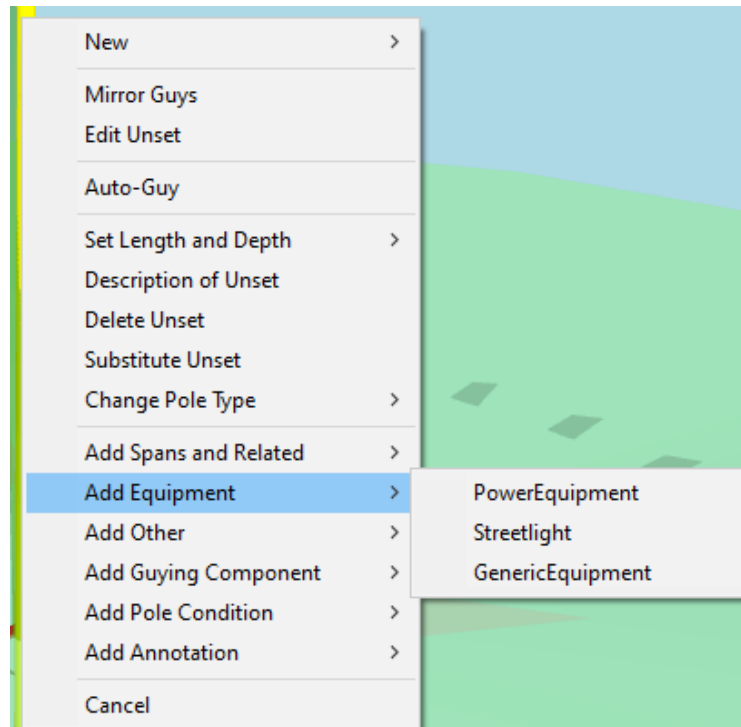 New
Mirror Guys
Edit Unset
Auto-Guy
Set Length and Depth
Description of Unset
Delete Unset
Substitute Unset
Change Pole Type
Add Spans and Related
Add Equipment
PowerEquipment
Streetlight
GenericEquipment
Add Other
Add Guying Component
Add Pole Condition
Add Annotation
Cancel